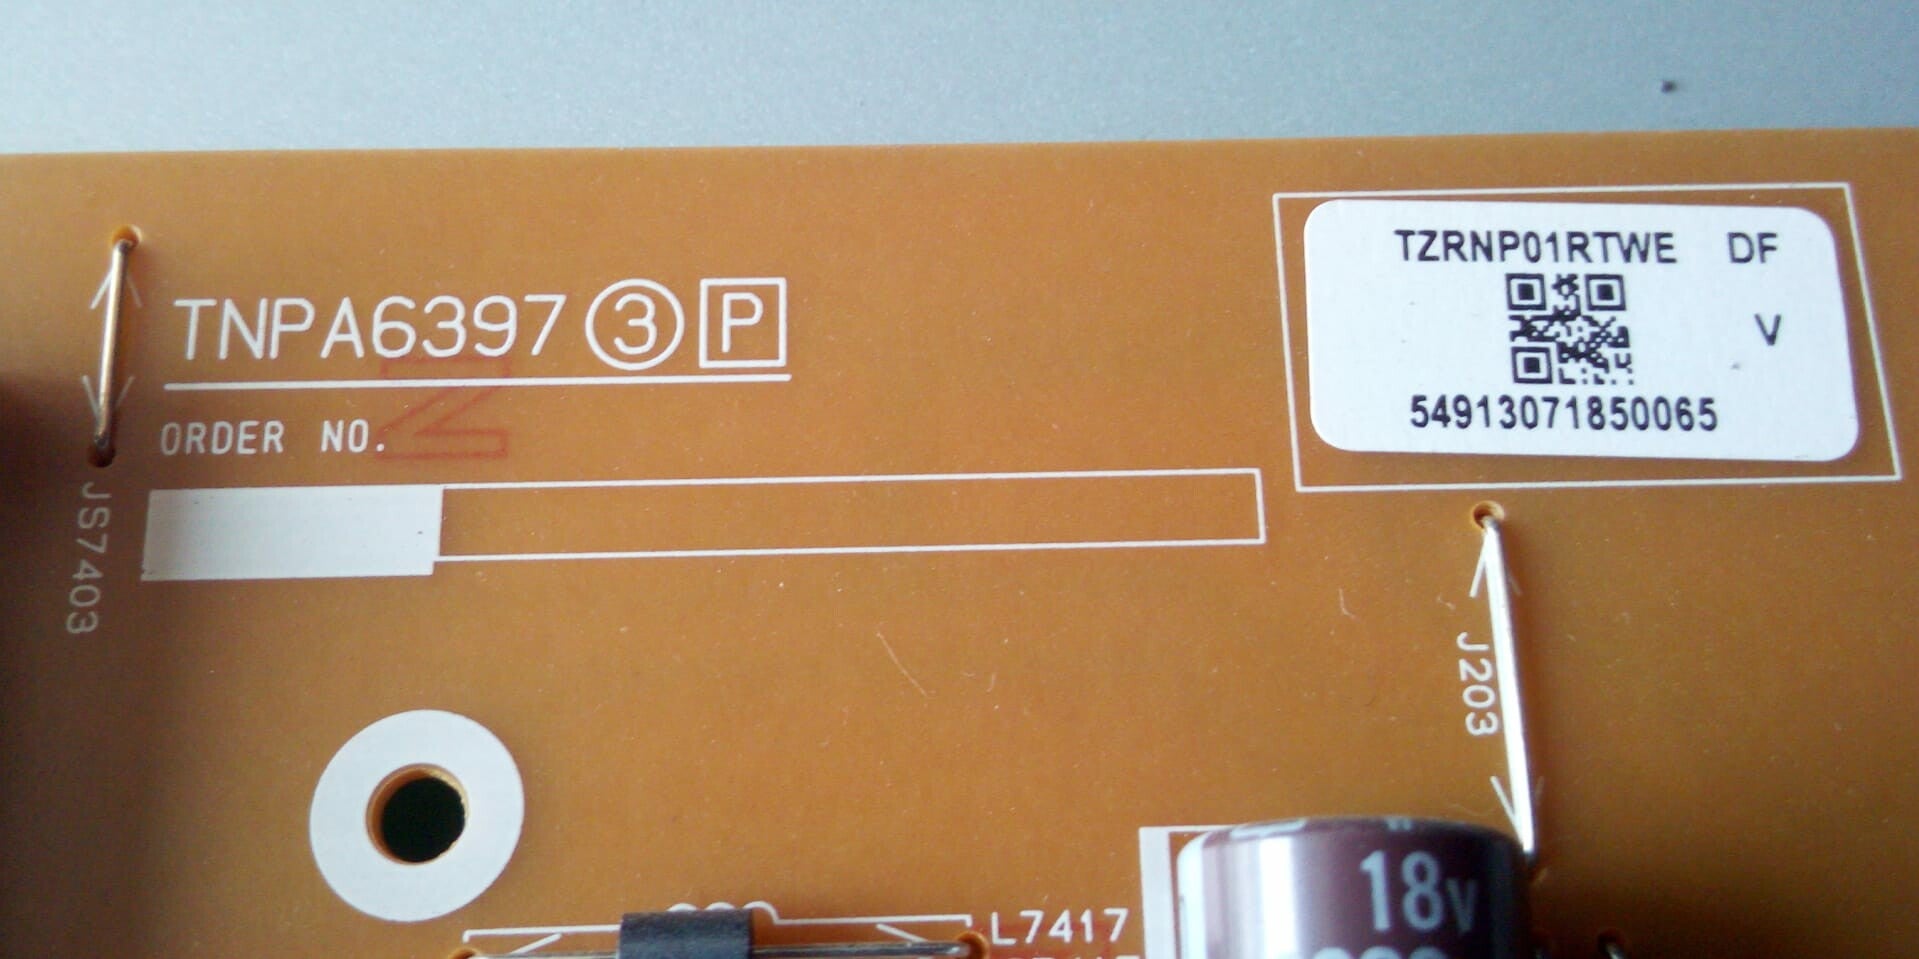 TZRNP01RTWE DF
V
54913071850065
TNPA6397 3 P
ORDER NO.
JS7403
J203
18V
L7417